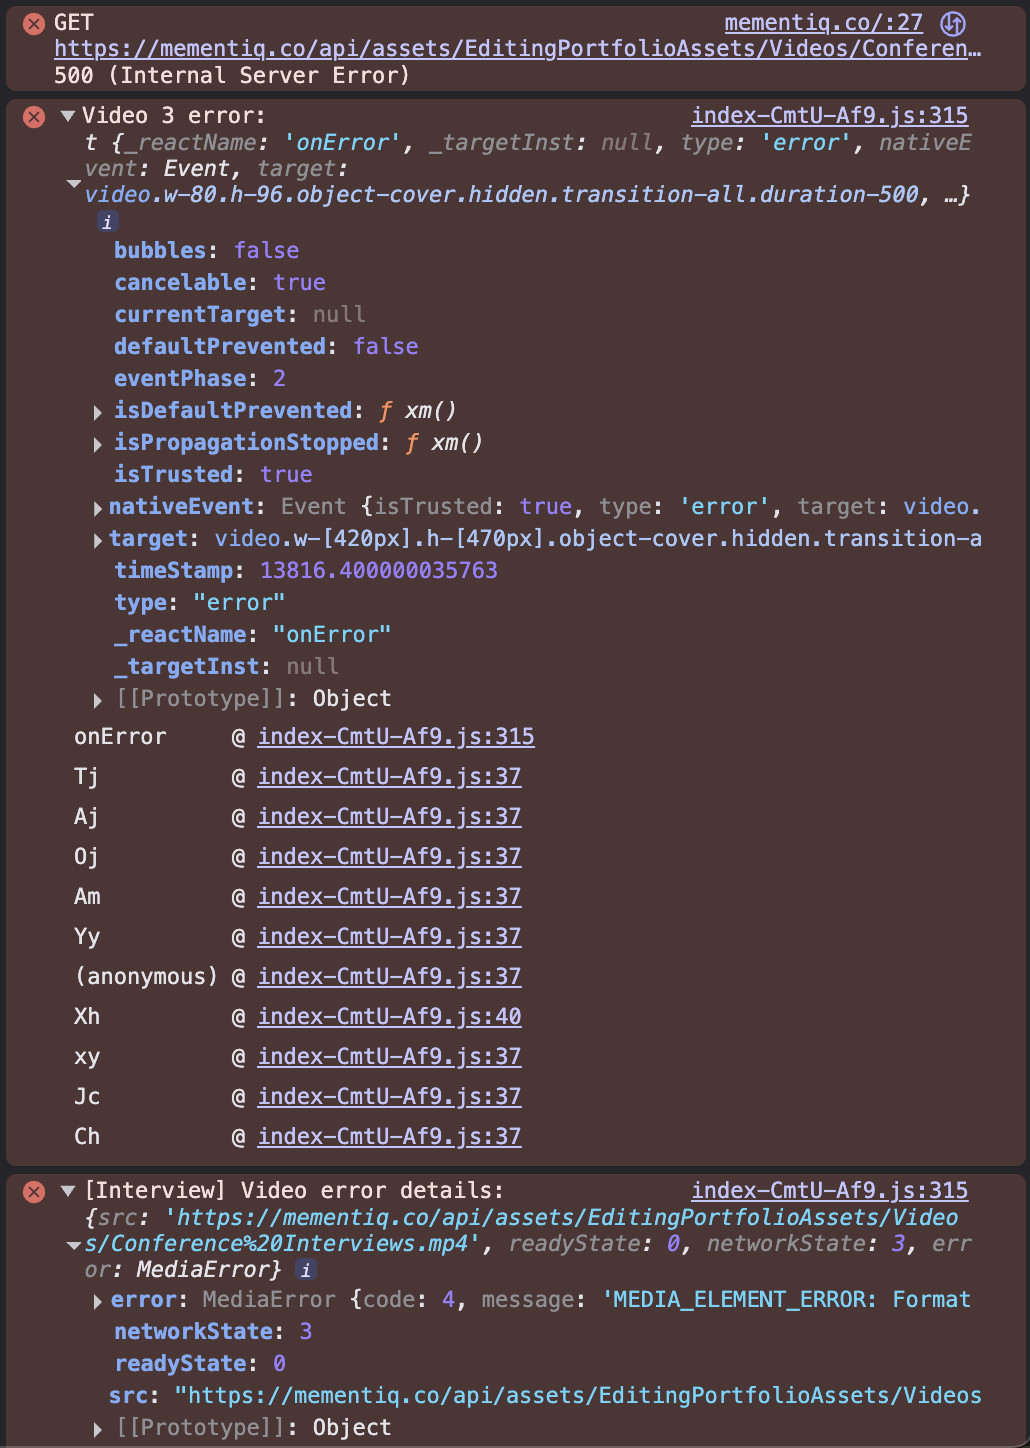 GET mementiq.co/:27
https://mementiq.co/api/assets/EditingPortfolioAssets/Videos/Conferen…
500 (Internal Server Error)
Video 3 error: index-CmtU-Af9.js:315
t {_reactName: 'onError', _targetInst: null, type: 'error', nativeE
vent: Event, target:
video.w-80.h-96.object-cover.hidden.transition-all.duration-500, …}
i
bubbles: false
cancelable: true
currentTarget: null
defaultPrevented: false
eventPhase: 2
isDefaultPrevented: ƒ xm()
isPropagationStopped: ƒ xm()
isTrusted: true
nativeEvent: Event {isTrusted: true, type: 'error', target: video.
target: video.w-[420px].h-[470px].object-cover.hidden.transition-a
timeStamp: 13816.400000035763
type: "error"
_reactName: "onError"
_targetInst: null
[[Prototype]]: Object
onError @ index-CmtU-Af9.js:315
Tj @ index-CmtU-Af9.js:37
Aj @ index-CmtU-Af9.js:37
Oj @ index-CmtU-Af9.js:37
Am @ index-CmtU-Af9.js:37
Yy @ index-CmtU-Af9.js:37
(anonymous) @ index-CmtU-Af9.js:37
Xh @ index-CmtU-Af9.js:40
xy @ index-CmtU-Af9.js:37
Jc @ index-CmtU-Af9.js:37
Ch @ index-CmtU-Af9.js:37
[Interview] Video error details: index-CmtU-Af9.js:315
{src: 'https://mementiq.co/api/assets/EditingPortfolioAssets/Video
s/Conference%20Interviews.mp4', readyState: 0, networkState: 3, err
or: MediaError} i
error: MediaError {code: 4, message: 'MEDIA_ELEMENT_ERROR: Format
networkState: 3
readyState: 0
src: "https://mementiq.co/api/assets/EditingPortfolioAssets/Videos
[[Prototype]]: Object